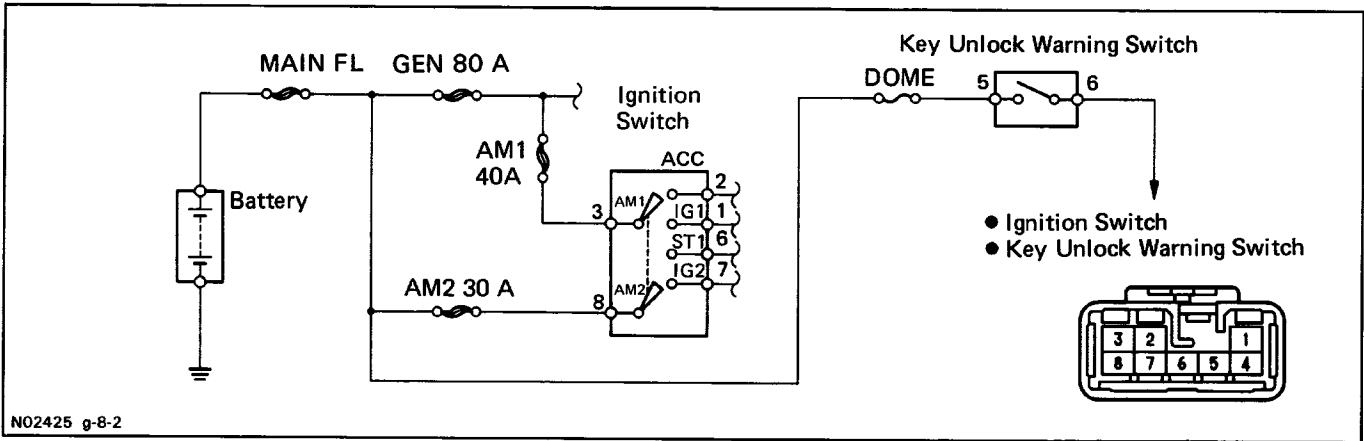 MAIN FL
GEN 80 A
Key Unlock Warning Switch
DOME
5
6
Ignition
Switch
AM1
40A
ACC
Battery
3
AM1
2
IG1
1
ST1
6
IG2
7
AM2 30 A
8
AM2
● Ignition Switch
● Key Unlock Warning Switch
3 2 1
8 7 6 5 4
N02425 g-8-2